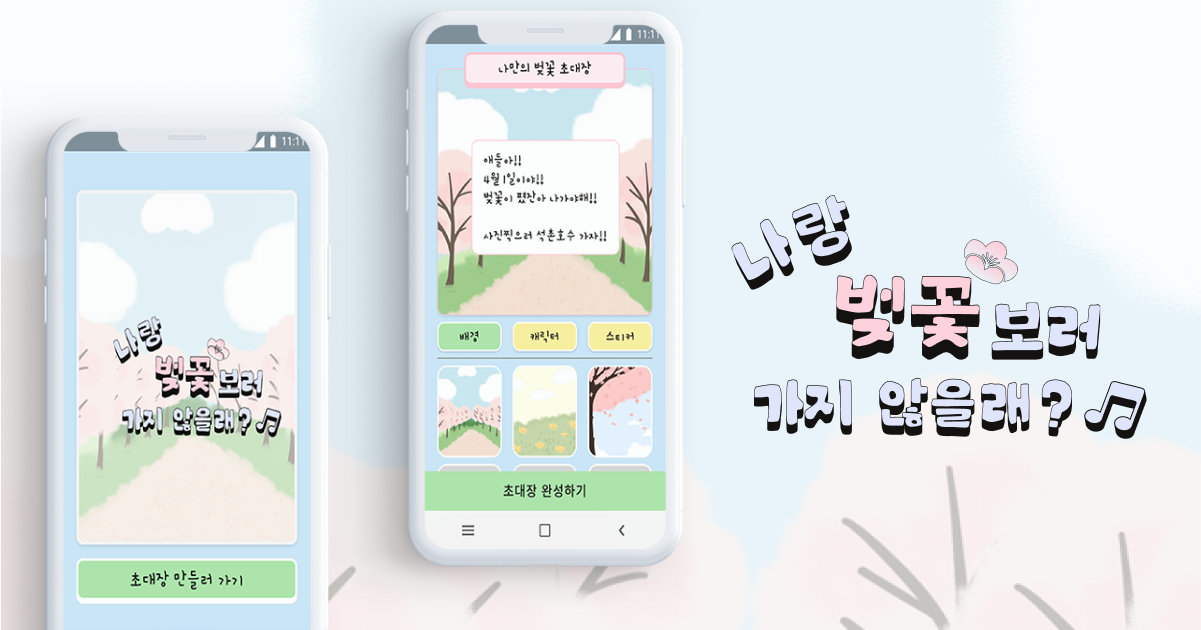 11:11
나랑
벚꽃 보러
가지 않을래?
초대장 만들러 가기
11:11
나만의 벚꽃 초대장
애들아!!
4월 1일이야!!
벚꽃이 폈잖아 나가야해!!
사진찍으러 석촌호수 가자!!
배경
캐릭터
스티커
초대장 완성하기
나랑
벚꽃 보러
가지 않을래?